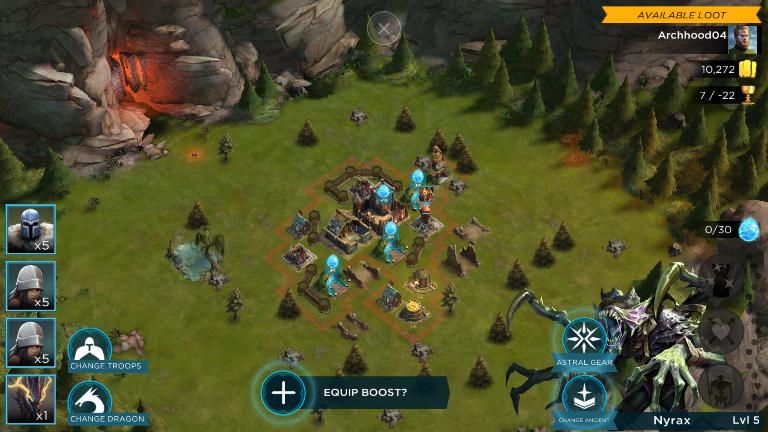 AVAILABLE LOOT
Archhood04
10,272
7 / -22
x5
0/30
x5
x5
CHANGE TROOPS
ASTRAL GEAR
x1
CHANGE DRAGON
EQUIP BOOST?
CHANGE ANCIENT
Nyrax Lvl 5